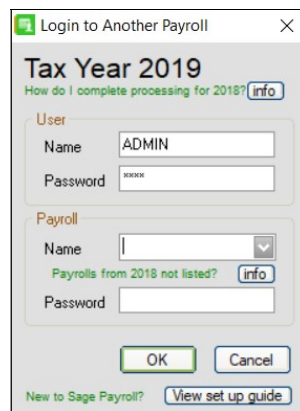 Login to Another Payroll
Tax Year 2019
How do I complete processing for 2018? info
User
Name ADMIN
Password ****
Payroll
Name
Payrolls from 2018 not listed? info
Password
OK Cancel
New to Sage Payroll? View set up guide